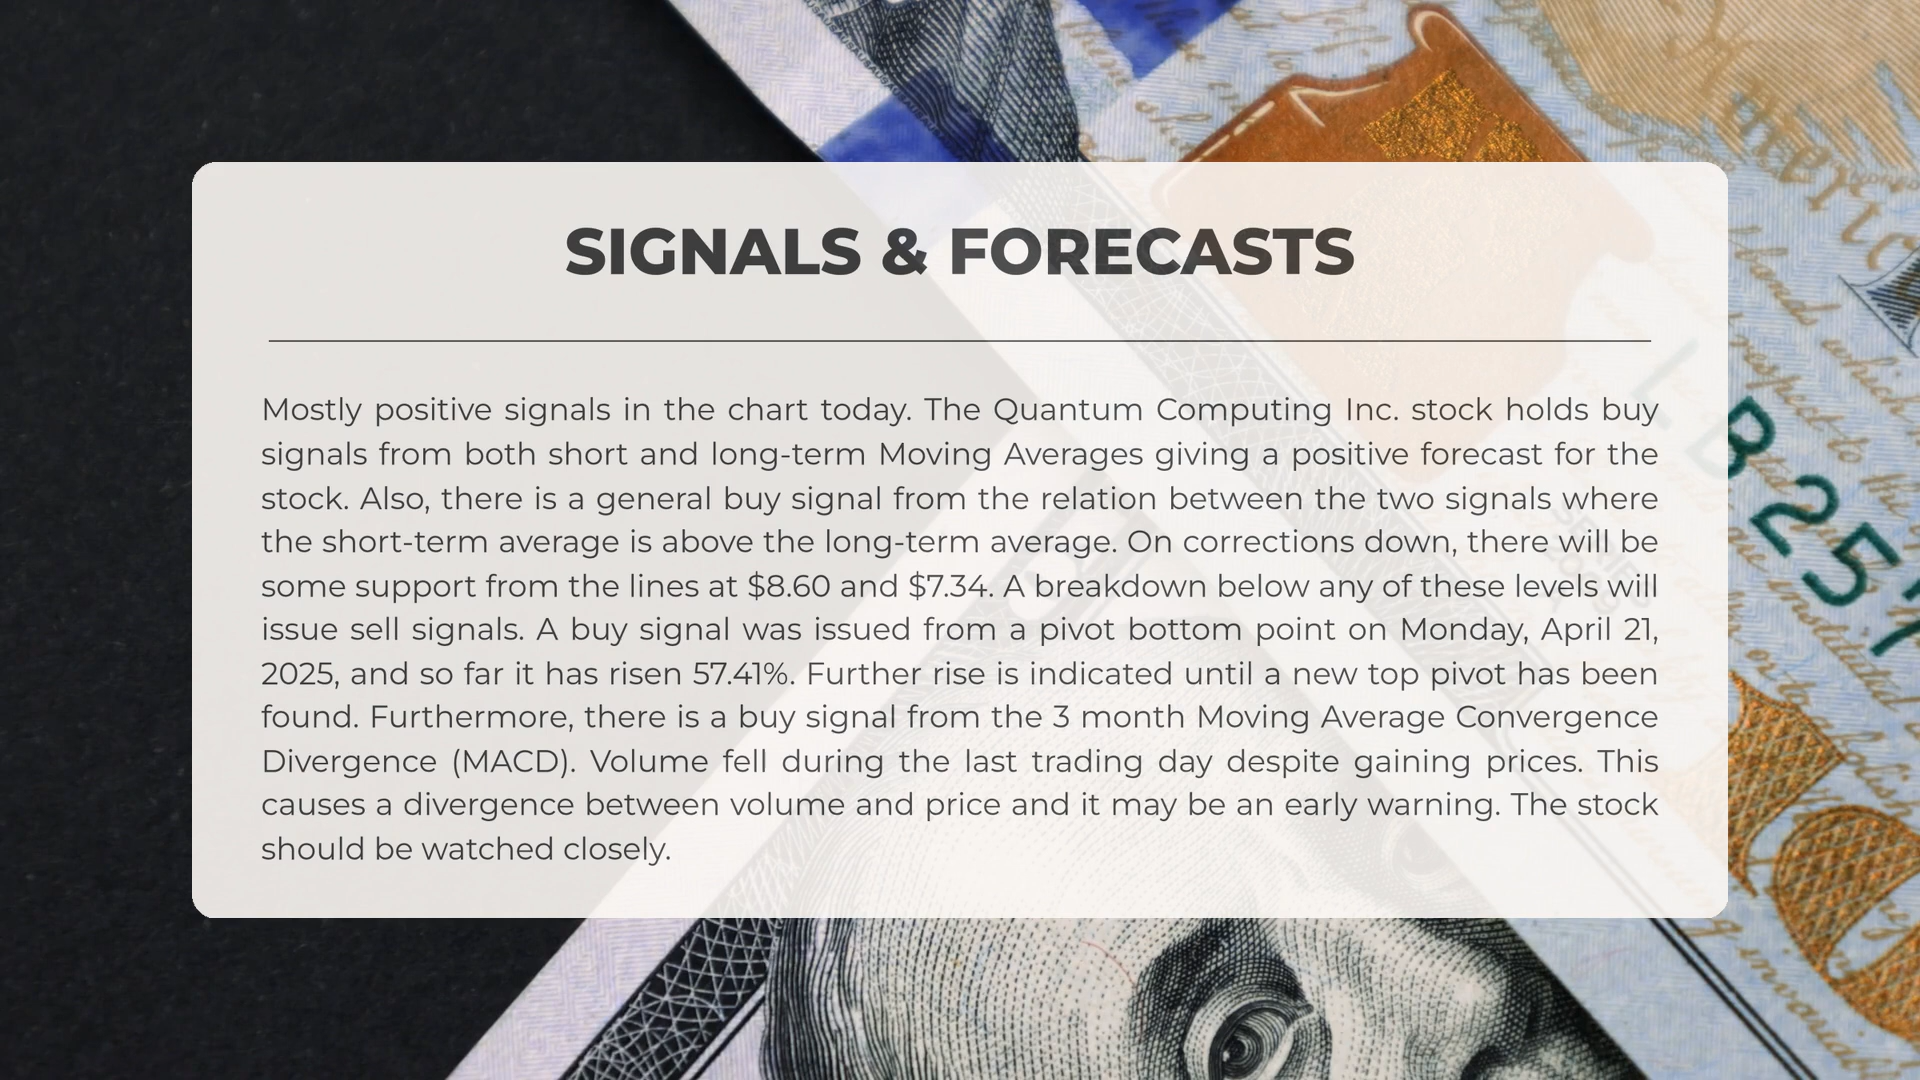 SIGNALS & FORECASTS
Mostly positive signals in the chart today. The Quantum Computing Inc. stock holds buy
signals from both short and long-term Moving Averages giving a positive forecast for the
stock. Also, there is a general buy signal from the relation between the two signals where
the short-term average is above the long-term average. On corrections down, there will be
some support from the lines at $8.60 and $7.34. A breakdown below any of these levels will
issue sell signals. A buy signal was issued from a pivot bottom point on Monday, April 21,
2025, and so far it has risen 57.41%. Further rise is indicated until a new top pivot has been
found. Furthermore, there is a buy signal from the 3 month Moving Average Convergence
Divergence (MACD). Volume fell during the last trading day despite gaining prices. This
causes a divergence between volume and price and it may be an early warning. The stock
should be watched closely.